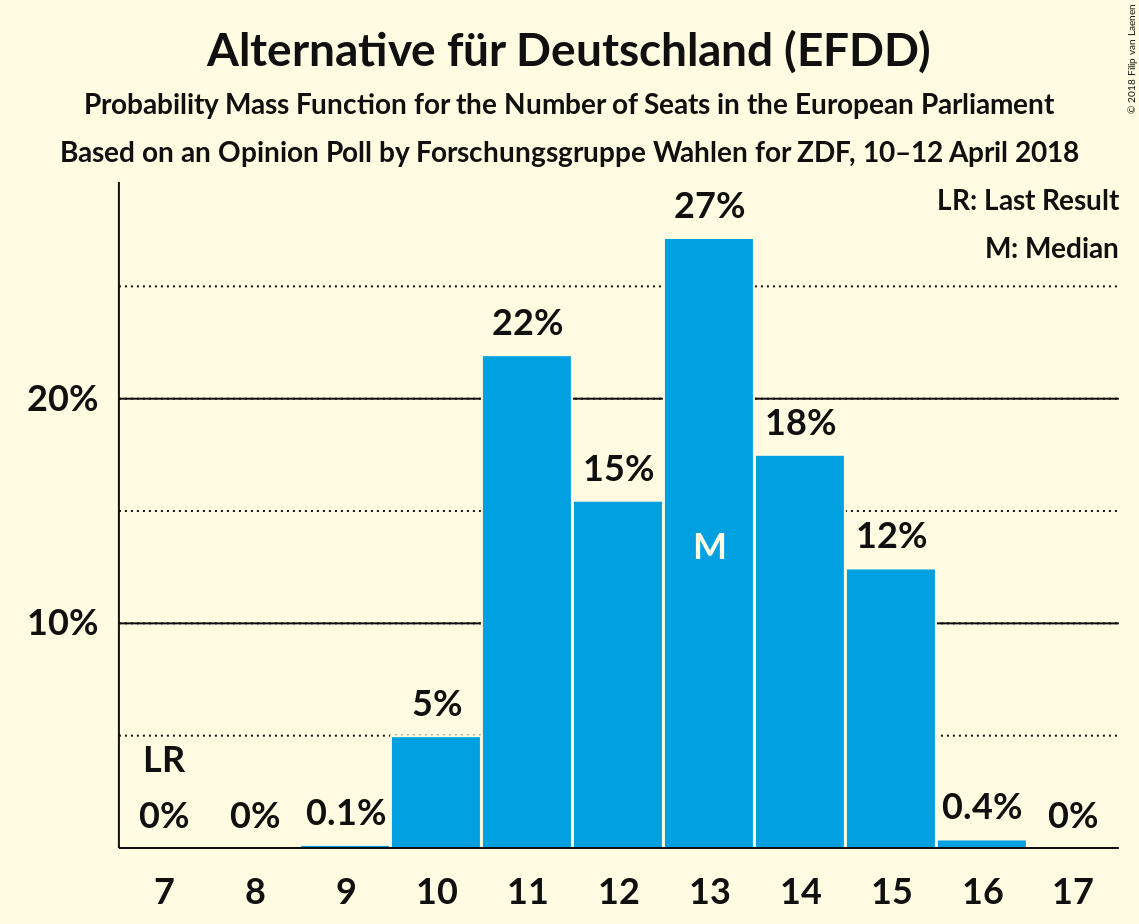 Alternative für Deutschland (EFDD)
Probability Mass Function for the Number of Seats in the European Parliament
Based on an Opinion Poll by Forschungsgruppe Wahlen for ZDF, 10–12 April 2018
© 2018 Filip van Laenen
LR: Last Result
M: Median
27%
22%
20%
18%
15%
12%
M
10%
5%
LR
0% 0% 0.1% 0.4% 0%
7 8 9 10 11 12 13 14 15 16 17